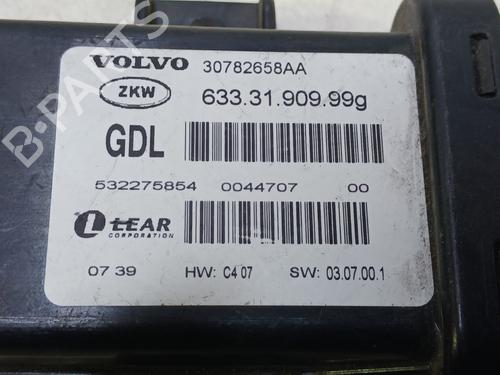 VOLVO 30782658AA
ZKW 633.31.909.99g
GDL
532275854 0044707 00
LEAR
CORPORATION
07 39 HW: C4 07 SW: 03.07.00.1
B-PARTS